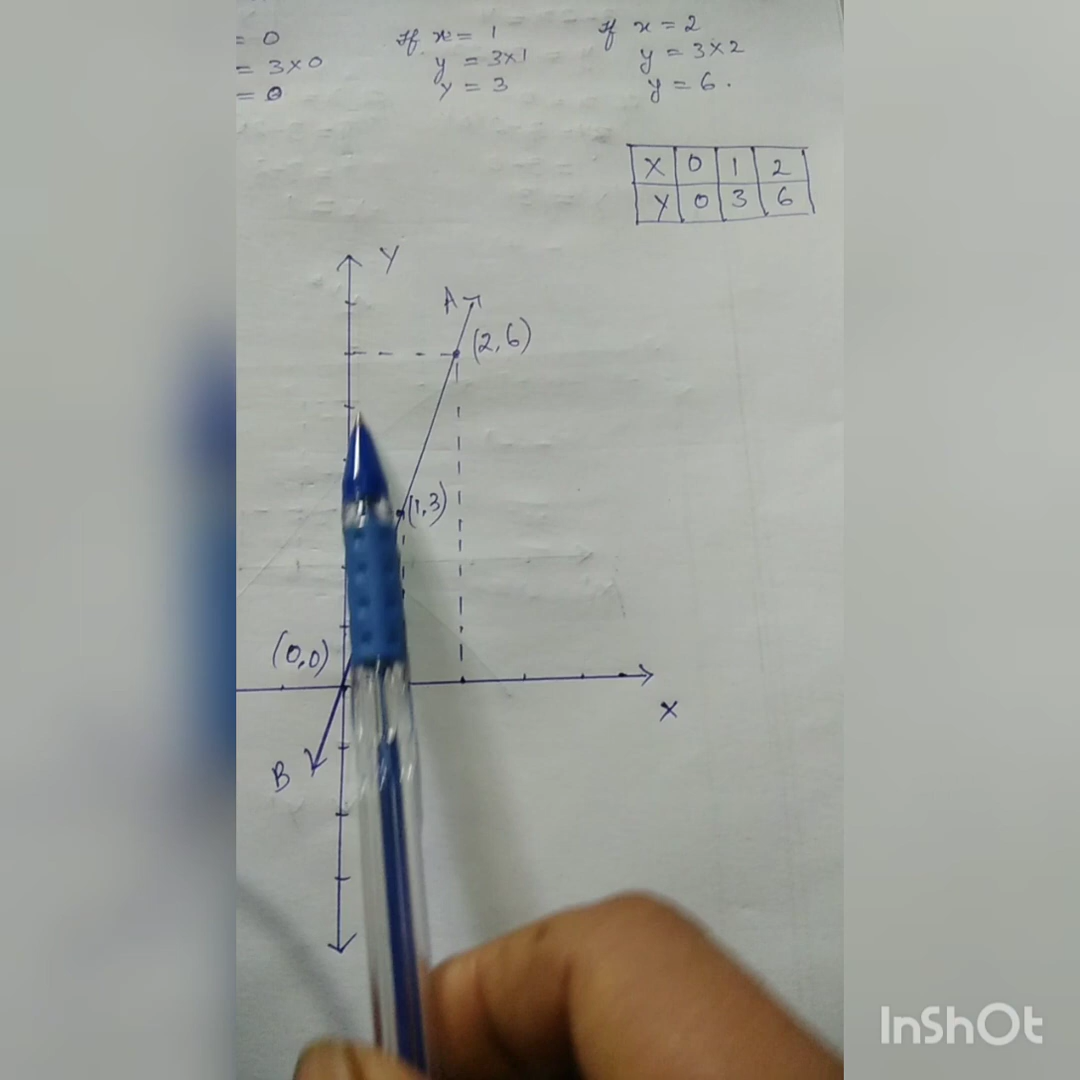 = 0
= 3×0
= 0
If x = 1
y = 3×1
y = 3
If x = 2
y = 3×2
y = 6.
X 0 1 2
Y 0 3 6
Y
A
(2,6)
(1,3)
(0,0)
X
B
InShOt